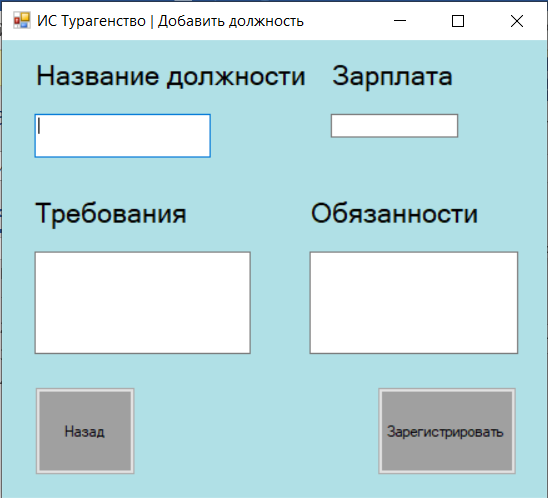 ИС Турагенство | Добавить должность
Название должности
Зарплата
Требования
Обязанности
Назад
Зарегистрировать